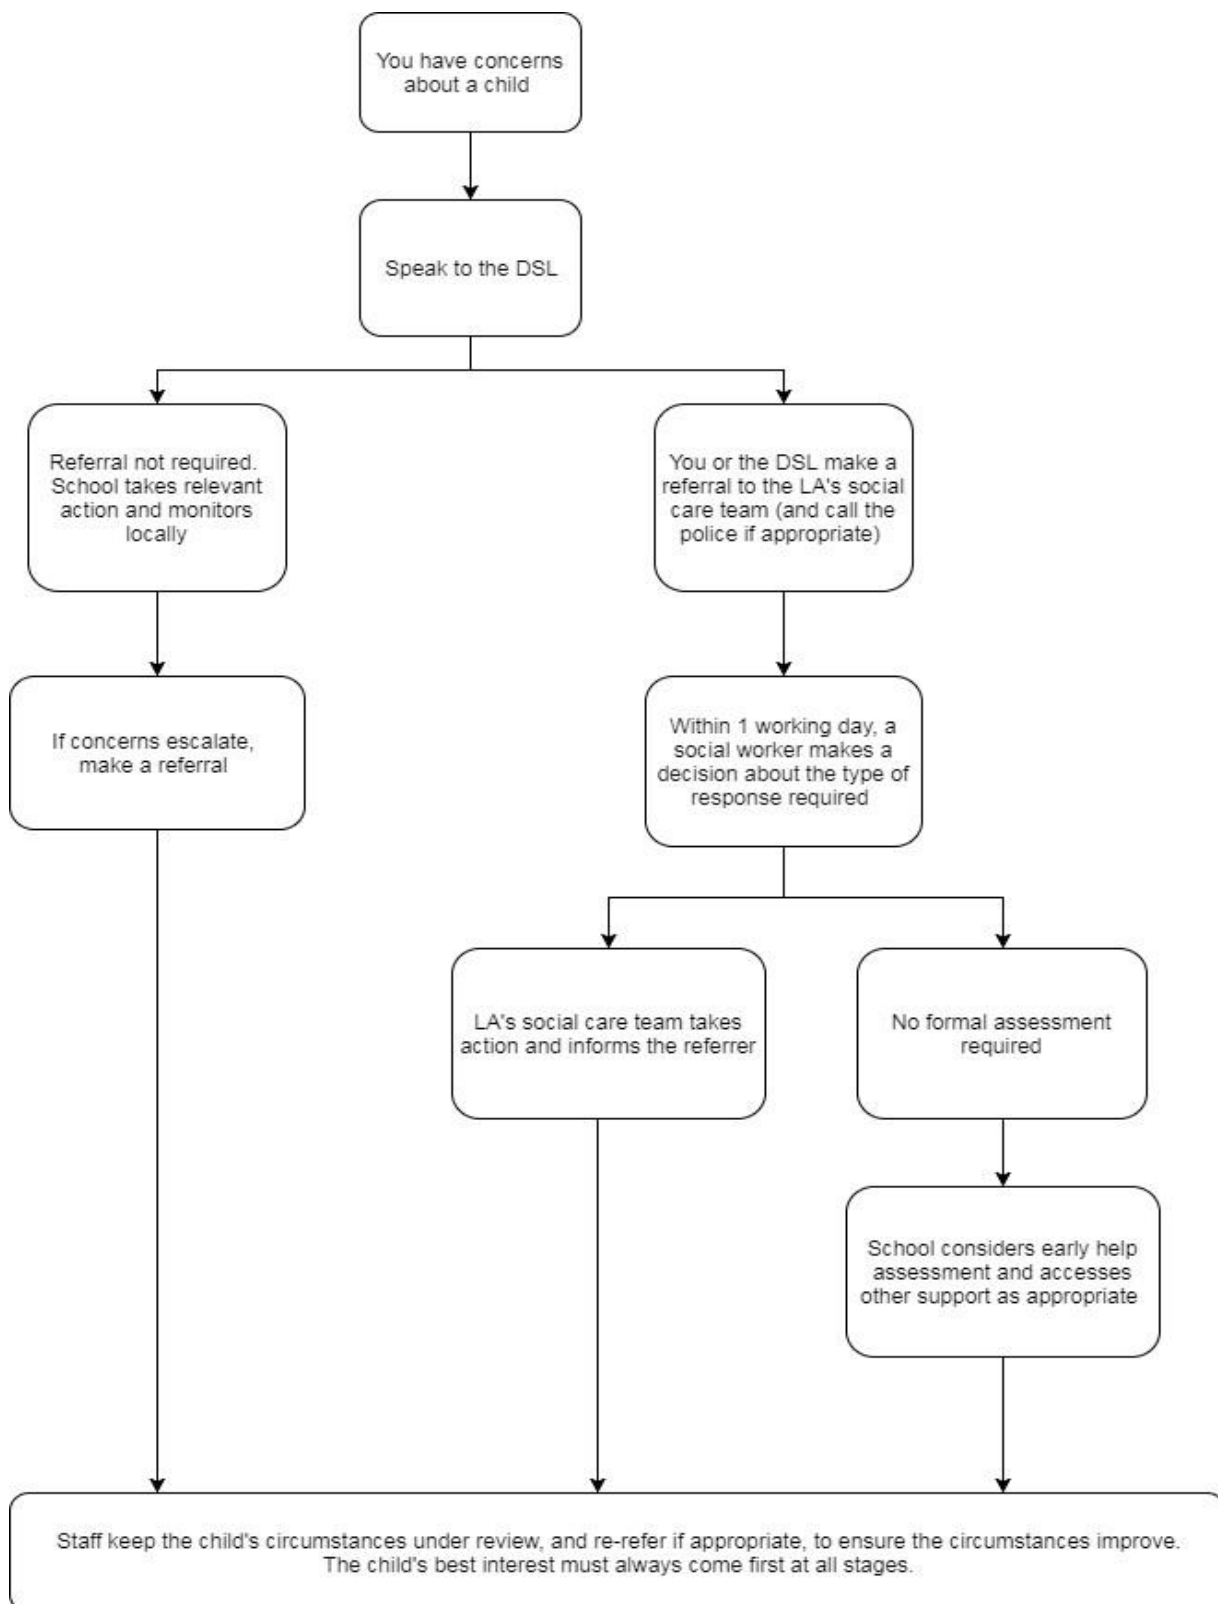 You have concerns
about a child
Speak to the DSL
Referral not required.
School takes relevant
action and monitors
locally
You or the DSL make a
referral to the LA's social
care team (and call the
police if appropriate)
If concerns escalate,
make a referral
Within 1 working day, a
social worker makes a
decision about the type of
response required
LA's social care team takes
action and informs the referrer
No formal assessment
required
School considers early help
assessment and accesses
other support as appropriate
Staff keep the child's circumstances under review, and re-refer if appropriate, to ensure the circumstances improve.
The child's best interest must always come first at all stages.